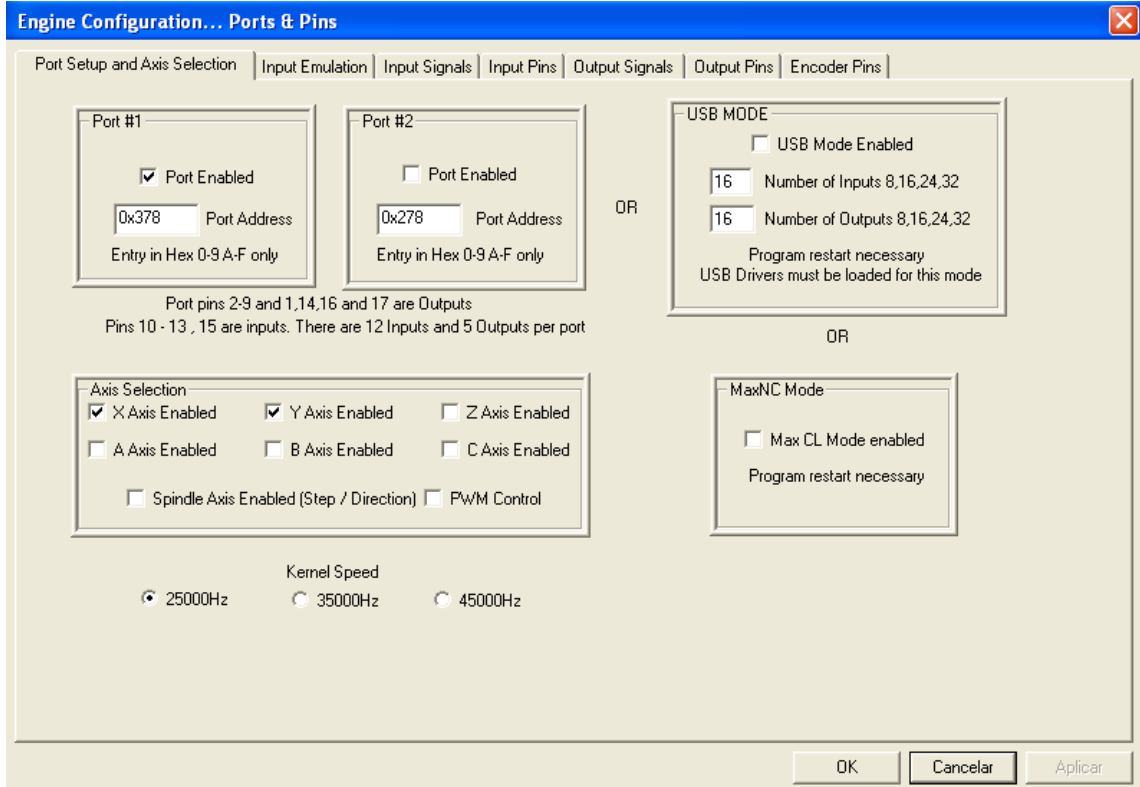 Engine Configuration... Ports & Pins
Port Setup and Axis Selection
Input Emulation
Input Signals
Input Pins
Output Signals
Output Pins
Encoder Pins
Port #1
Port Enabled
0x378 Port Address
Entry in Hex 0-9 A-F only
Port #2
Port Enabled
0x278 Port Address
Entry in Hex 0-9 A-F only
OR
USB MODE
USB Mode Enabled
16 Number of Inputs 8,16,24,32
16 Number of Outputs 8,16,24,32
Program restart necessary
USB Drivers must be loaded for this mode
Port pins 2-9 and 1,14,16 and 17 are Outputs
Pins 10 - 13 , 15 are inputs. There are 12 Inputs and 5 Outputs per port
OR
Axis Selection
X Axis Enabled Y Axis Enabled Z Axis Enabled
A Axis Enabled B Axis Enabled C Axis Enabled
Spindle Axis Enabled (Step / Direction) PWM Control
MaxNC Mode
Max CL Mode enabled
Program restart necessary
Kernel Speed
25000Hz 35000Hz 45000Hz
OK Cancelar Aplicar